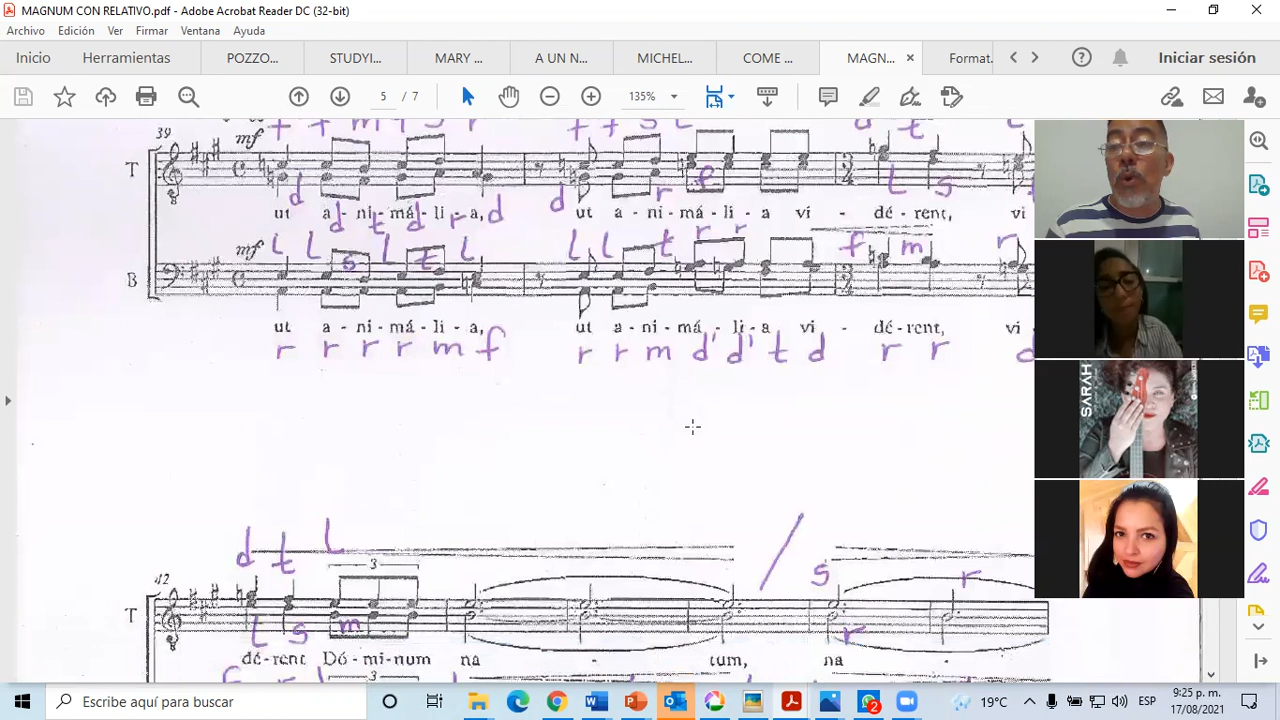 MAGNUM CON RELATIVO.pdf - Adobe Acrobat Reader DC (32-bit)
Archivo Edición Ver Firmar Ventana Ayuda
Inicio Herramientas POZZO... STUDYI... MARY ... A UN N... MICHEL... COME ... MAGN... × Format. Iniciar sesión
5 / 7 135%
39 mf
T
d d t d r d d r f l s
ut a - ni - má - li - a, ut a - ni - má - li - a vi - dé - rent, vi
mf L L s L t L L L t r r f m r
B
ut a - ni - má - li - a, ut a - ni - má - li - a vi - dé - rent, vi -
r r r r m f r r m d' d' t d r r d
d t L
3
s r
42
T
t s m r
dé - rent Dó - mi - num na - tum, na -
3
SARAH
Escribe aquí para buscar
2
19°C ESP 9:25 p. m.
17/08/2021